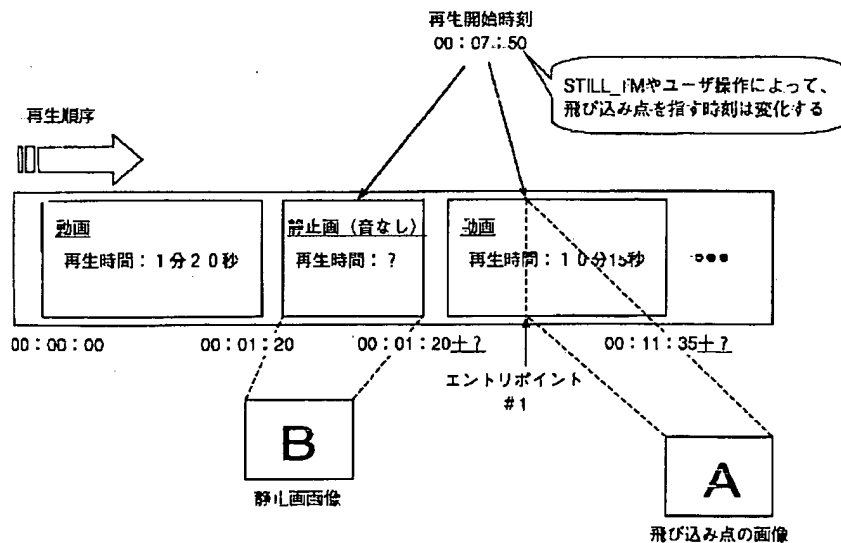 再生開始時刻
00：07：50
STILL_TMやユーザ操作によって、
飛び込み点を指す時刻は変化する
再生順序
動画
再生時間：1分20秒
静止画（音なし）
再生時間：？
動画
再生時間：10分15秒
●●●
00：00：00
00：01：20
00：01：20＋？
00：11：35＋？
エントリポイント
#1
B
静止画画像
A
飛び込み点の画像